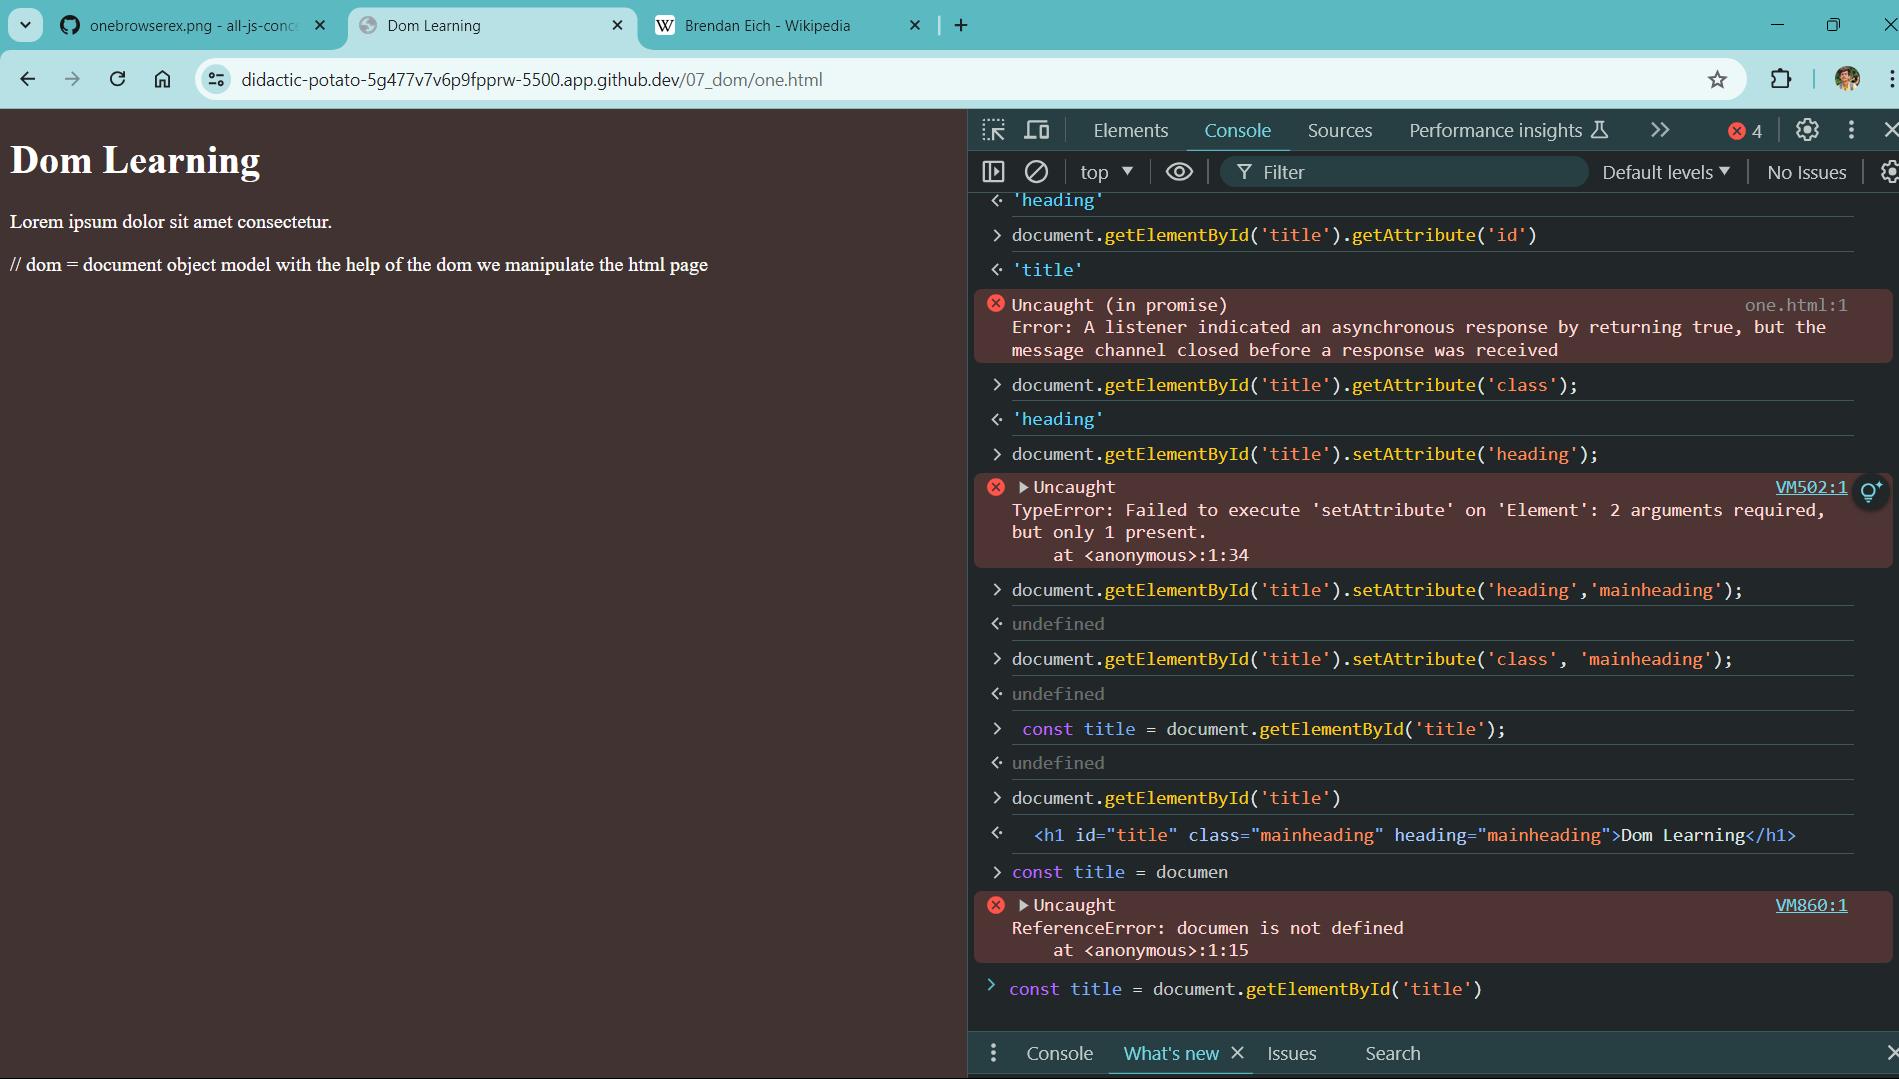 onebrowserex.png - all-js-conc
Dom Learning
Brendan Eich - Wikipedia
didactic-potato-5g477v7v6p9fpprw-5500.app.github.dev/07_dom/one.html
Dom Learning
Lorem ipsum dolor sit amet consectetur.
// dom = document object model with the help of the dom we manipulate the html page
Elements
Console
Sources
Performance insights
4
top
Filter
Default levels
No Issues
'heading'
document.getElementById('title').getAttribute('id')
'title'
Uncaught (in promise) one.html:1
Error: A listener indicated an asynchronous response by returning true, but the
message channel closed before a response was received
document.getElementById('title').getAttribute('class');
'heading'
document.getElementById('title').setAttribute('heading');
Uncaught VM502:1
TypeError: Failed to execute 'setAttribute' on 'Element': 2 arguments required,
but only 1 present.
at <anonymous>:1:34
document.getElementById('title').setAttribute('heading','mainheading');
undefined
document.getElementById('title').setAttribute('class', 'mainheading');
undefined
const title = document.getElementById('title');
undefined
document.getElementById('title')
<h1 id="title" class="mainheading" heading="mainheading">Dom Learning</h1>
const title = documen
Uncaught VM860:1
ReferenceError: documen is not defined
at <anonymous>:1:15
const title = document.getElementById('title')
Console
What's new
Issues
Search